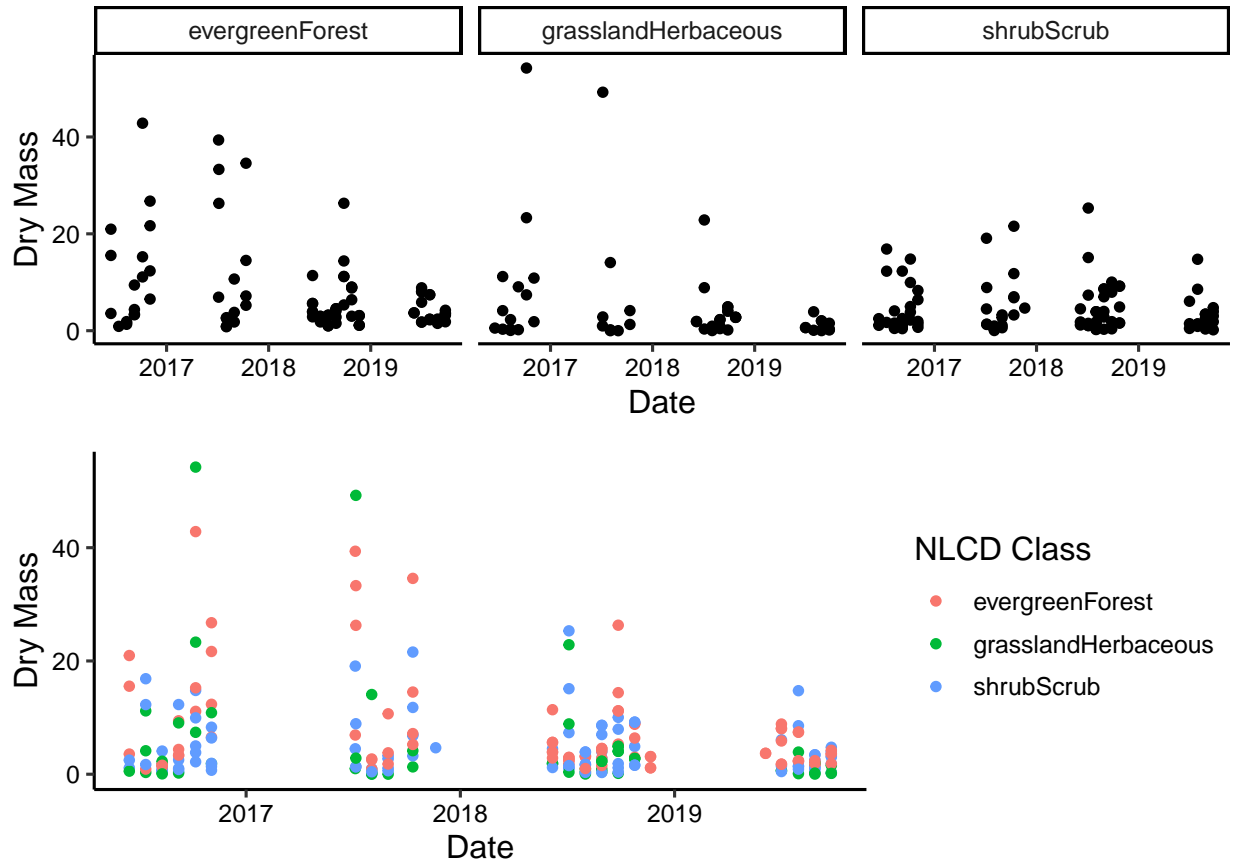 evergreenForest grasslandHerbaceous shrubScrub
Dry Mass
40
20
0
2017 2018 2019 2017 2018 2019 2017 2018 2019
Date
Dry Mass
40
20
0
2017 2018 2019
Date
NLCD Class
evergreenForest
grasslandHerbaceous
shrubScrub